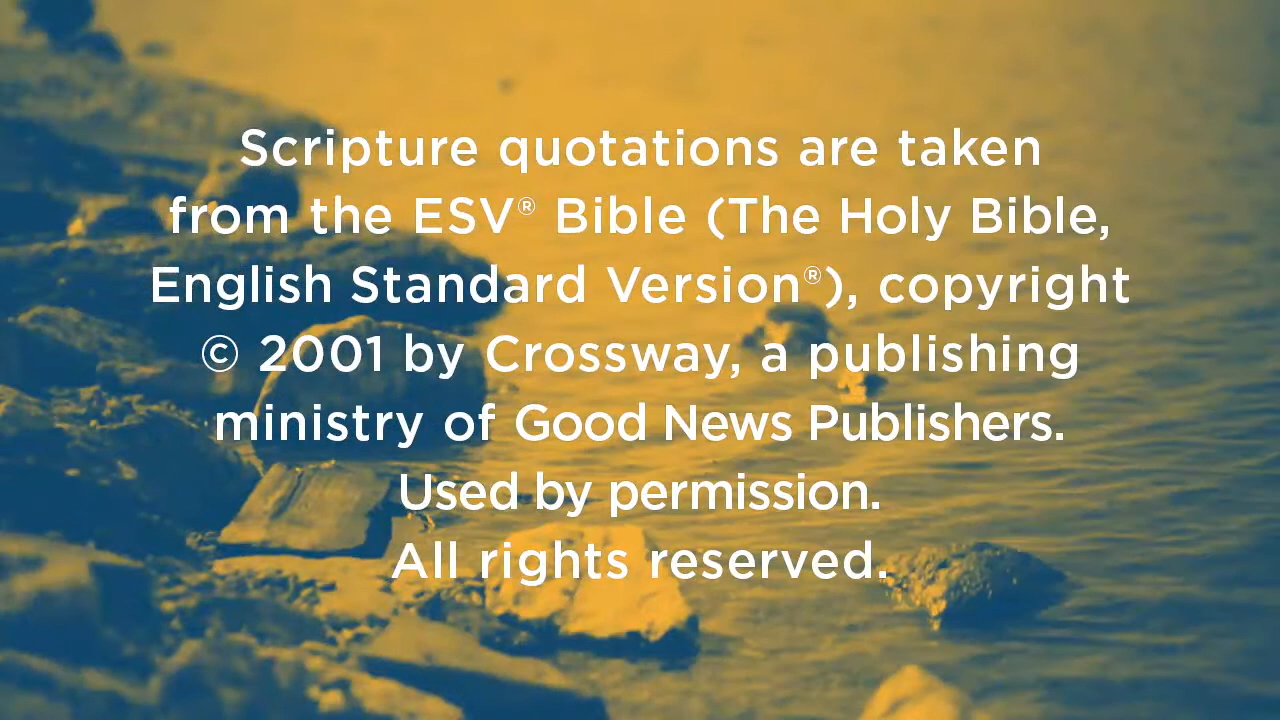 Scripture quotations are taken
from the ESV® Bible (The Holy Bible,
English Standard Version®), copyright
© 2001 by Crossway, a publishing
ministry of Good News Publishers.
Used by permission.
All rights reserved.